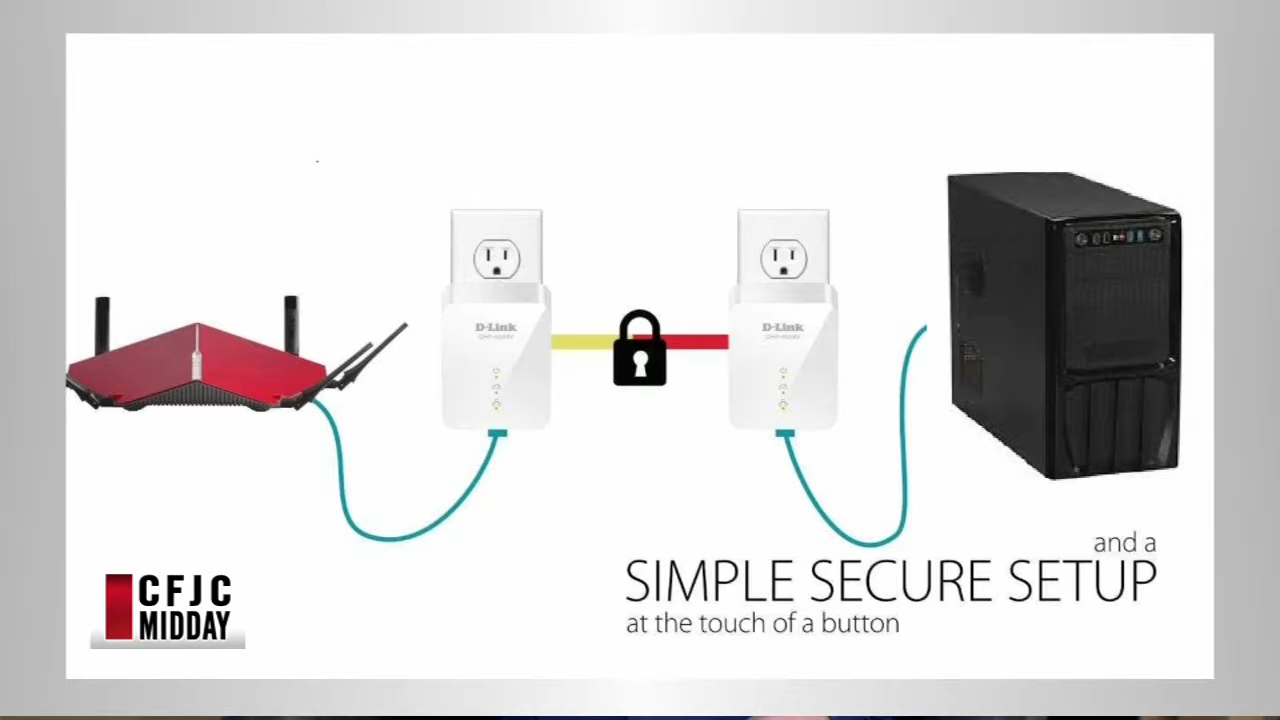 D-Link
D-Link
and a
SIMPLE SECURE SETUP
at the touch of a button
CFJC
MIDDAY